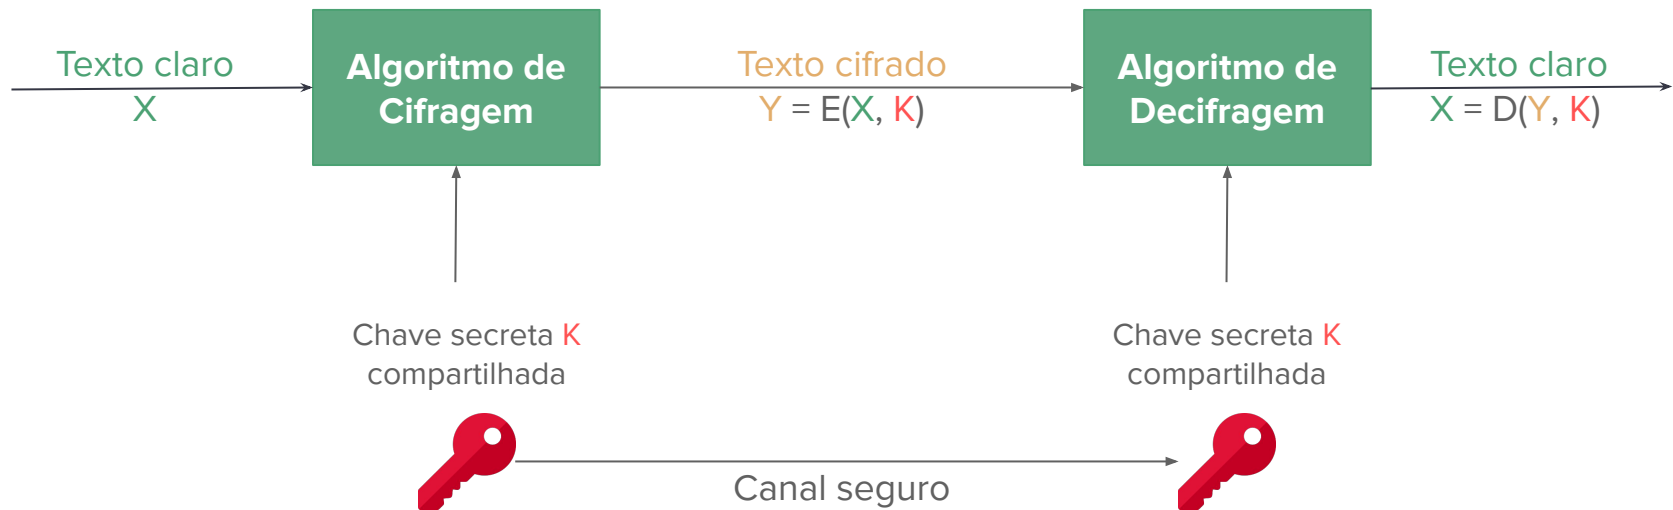 Texto claro
X
Algoritmo de
Cifragem
Texto cifrado
Y = E(X, K)
Algoritmo de
Decifragem
Texto claro
X = D(Y, K)
Chave secreta K
compartilhada
Chave secreta K
compartilhada
Canal seguro